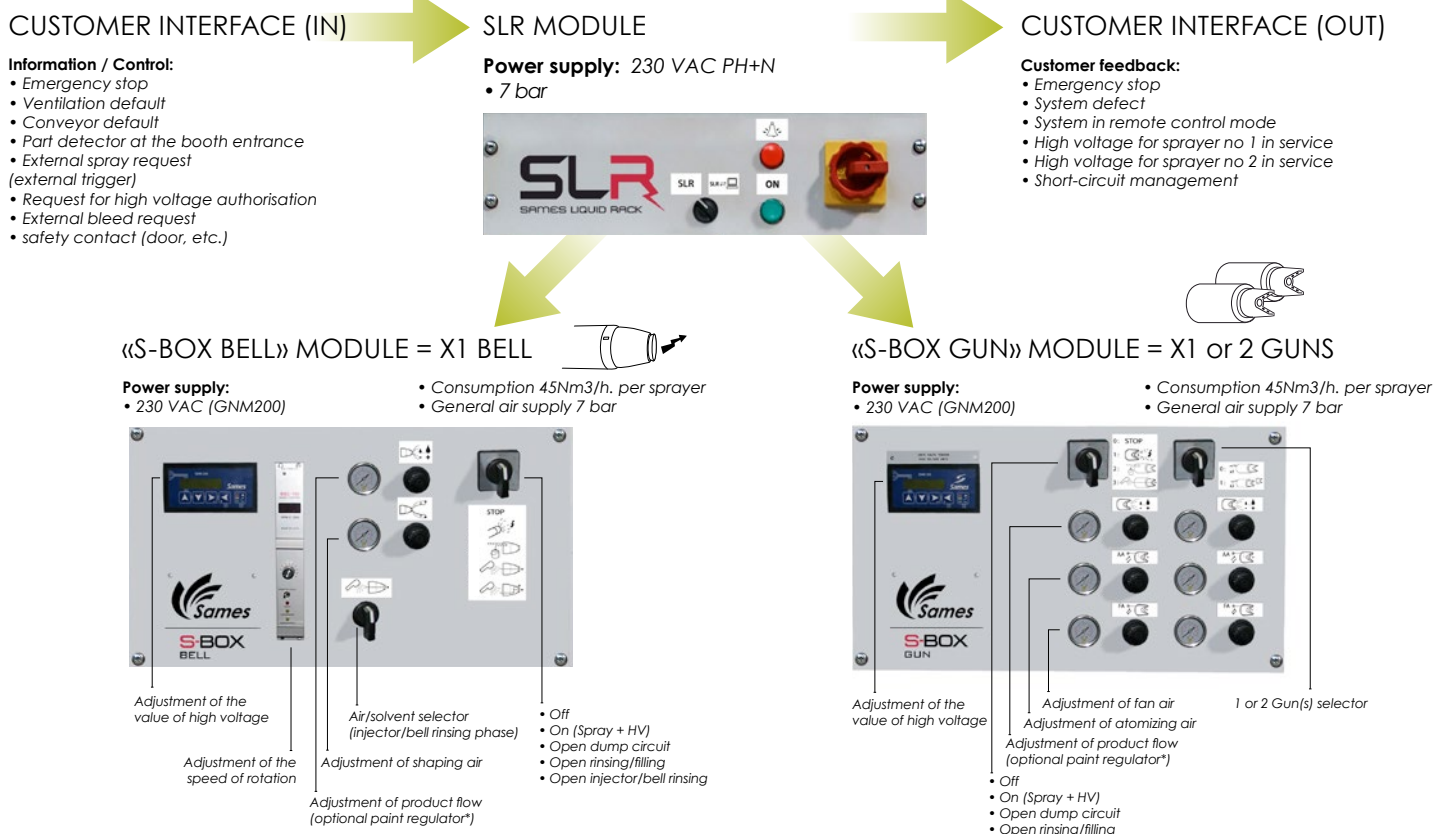 CUSTOMER INTERFACE (IN)
Information / Control:
• Emergency stop
• Ventilation default
• Conveyor default
• Part detector at the booth entrance
• External spray request
(external trigger)
• Request for high voltage authorisation
• External bleed request
• safety contact (door, etc.)
SLR MODULE
Power supply: 230 VAC PH+N
• 7 bar
SLR
SAMES LIQUID RACK
SLR
SLR
ON
CUSTOMER INTERFACE (OUT)
Customer feedback:
• Emergency stop
• System defect
• System in remote control mode
• High voltage for sprayer no 1 in service
• High voltage for sprayer no 2 in service
• Short-circuit management
«S-BOX BELL» MODULE = X1 BELL
Power supply:
• 230 VAC (GNM200)
• Consumption 45Nm3/h. per sprayer
• General air supply 7 bar
Sames
STOP
Sames
S-BOX
BELL
Adjustment of the
value of high voltage
Adjustment of the
speed of rotation
Air/solvent selector
(injector/bell rinsing phase)
Adjustment of shaping air
Adjustment of product flow
(optional paint regulator*)
• Off
• On (Spray + HV)
• Open dump circuit
• Open rinsing/filling
• Open injector/bell rinsing
«S-BOX GUN» MODULE = X1 or 2 GUNS
Power supply:
• 230 VAC (GNM200)
• Consumption 45Nm3/h. per sprayer
• General air supply 7 bar
Sames
0: STOP
1:
2:
3:
AA
AA
FA
FA
Sames
S-BOX
GUN
Adjustment of the
value of high voltage
Adjustment of fan air
Adjustment of atomizing air
Adjustment of product flow
(optional paint regulator*)
1 or 2 Gun(s) selector
• Off
• On (Spray + HV)
• Open dump circuit
• Open rinsing/filling